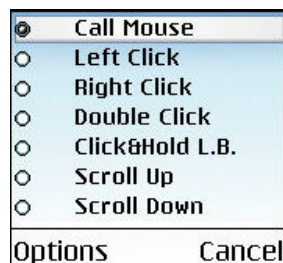 Call Mouse
Left Click
Right Click
Double Click
Click&Hold L.B.
Scroll Up
Scroll Down
Options Cancel